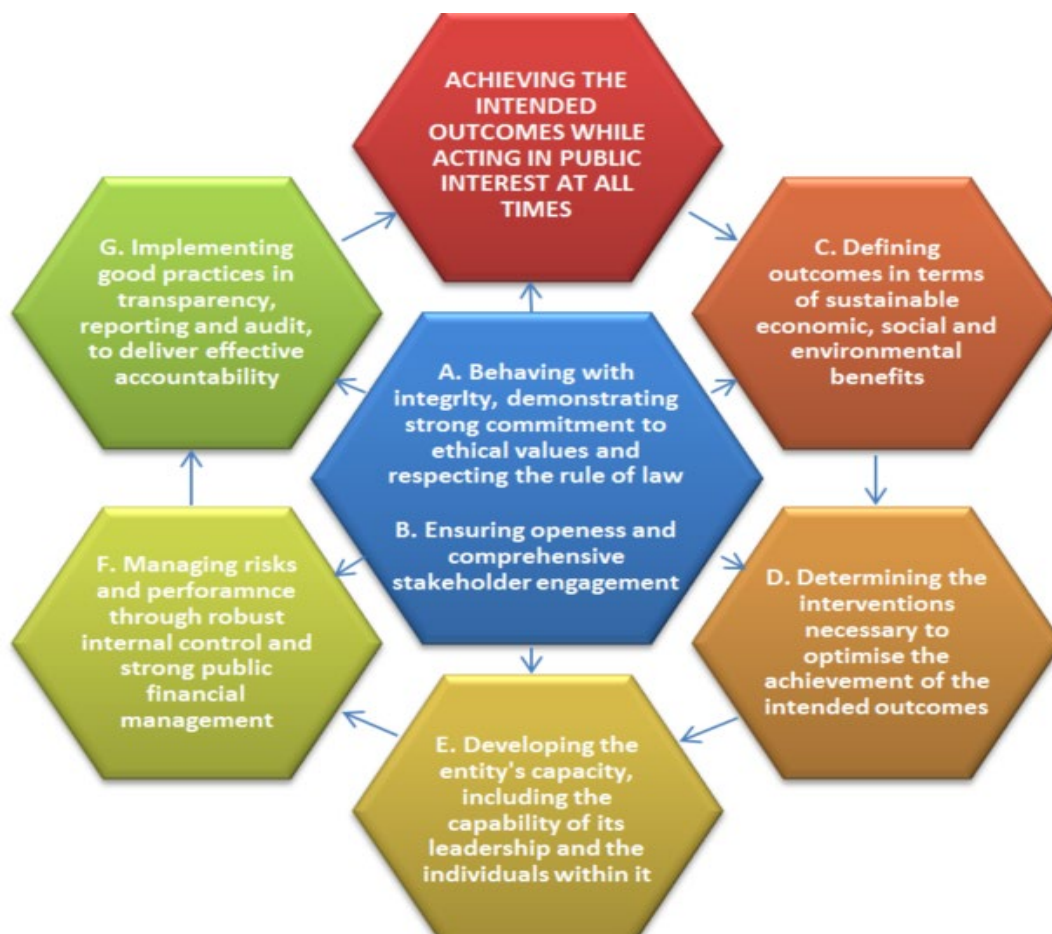 ACHIEVING THE
INTENDED
OUTCOMES WHILE
ACTING IN PUBLIC
INTEREST AT ALL
TIMES
G. Implementing
good practices in
transparency,
reporting and audit,
to deliver effective
accountability
C. Defining
outcomes in terms
of sustainable
economic, social and
environmental
benefits
A. Behaving with
integrIty, demonstrating
strong commitment to
ethical values and
respecting the rule of law
B. Ensuring openess and
comprehensive
stakeholder engagement
F. Managing risks
and perforamnce
through robust
internal control and
strong public
financial
management
D. Determining the
interventions
necessary to
optimise the
achievement of the
intended outcomes
E. Developing the
entity's capacity,
including the
capability of its
leadership and the
individuals within it